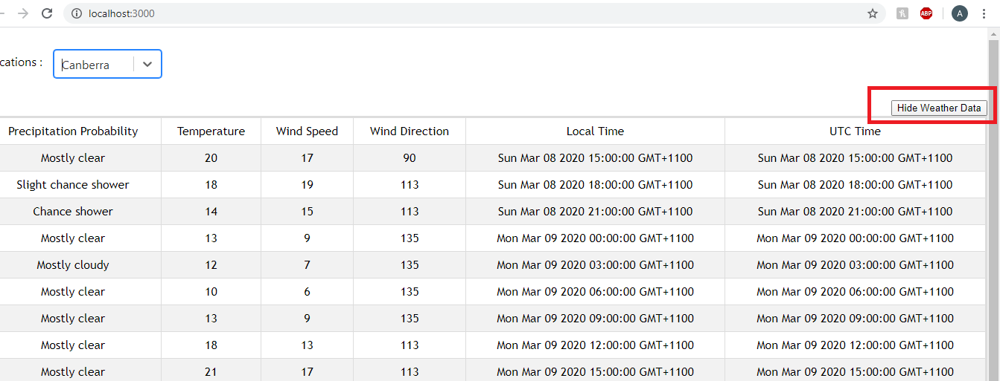 localhost:3000
ABP
A
cations :
Canberra
Hide Weather Data
Precipitation Probability Temperature Wind Speed Wind Direction Local Time UTC Time
Mostly clear 20 17 90 Sun Mar 08 2020 15:00:00 GMT+1100 Sun Mar 08 2020 15:00:00 GMT+1100
Slight chance shower 18 19 113 Sun Mar 08 2020 18:00:00 GMT+1100 Sun Mar 08 2020 18:00:00 GMT+1100
Chance shower 14 15 113 Sun Mar 08 2020 21:00:00 GMT+1100 Sun Mar 08 2020 21:00:00 GMT+1100
Mostly clear 13 9 135 Mon Mar 09 2020 00:00:00 GMT+1100 Mon Mar 09 2020 00:00:00 GMT+1100
Mostly cloudy 12 7 135 Mon Mar 09 2020 03:00:00 GMT+1100 Mon Mar 09 2020 03:00:00 GMT+1100
Mostly clear 10 6 135 Mon Mar 09 2020 06:00:00 GMT+1100 Mon Mar 09 2020 06:00:00 GMT+1100
Mostly clear 13 9 135 Mon Mar 09 2020 09:00:00 GMT+1100 Mon Mar 09 2020 09:00:00 GMT+1100
Mostly clear 18 13 113 Mon Mar 09 2020 12:00:00 GMT+1100 Mon Mar 09 2020 12:00:00 GMT+1100
Mostly clear 21 17 113 Mon Mar 09 2020 15:00:00 GMT+1100 Mon Mar 09 2020 15:00:00 GMT+1100